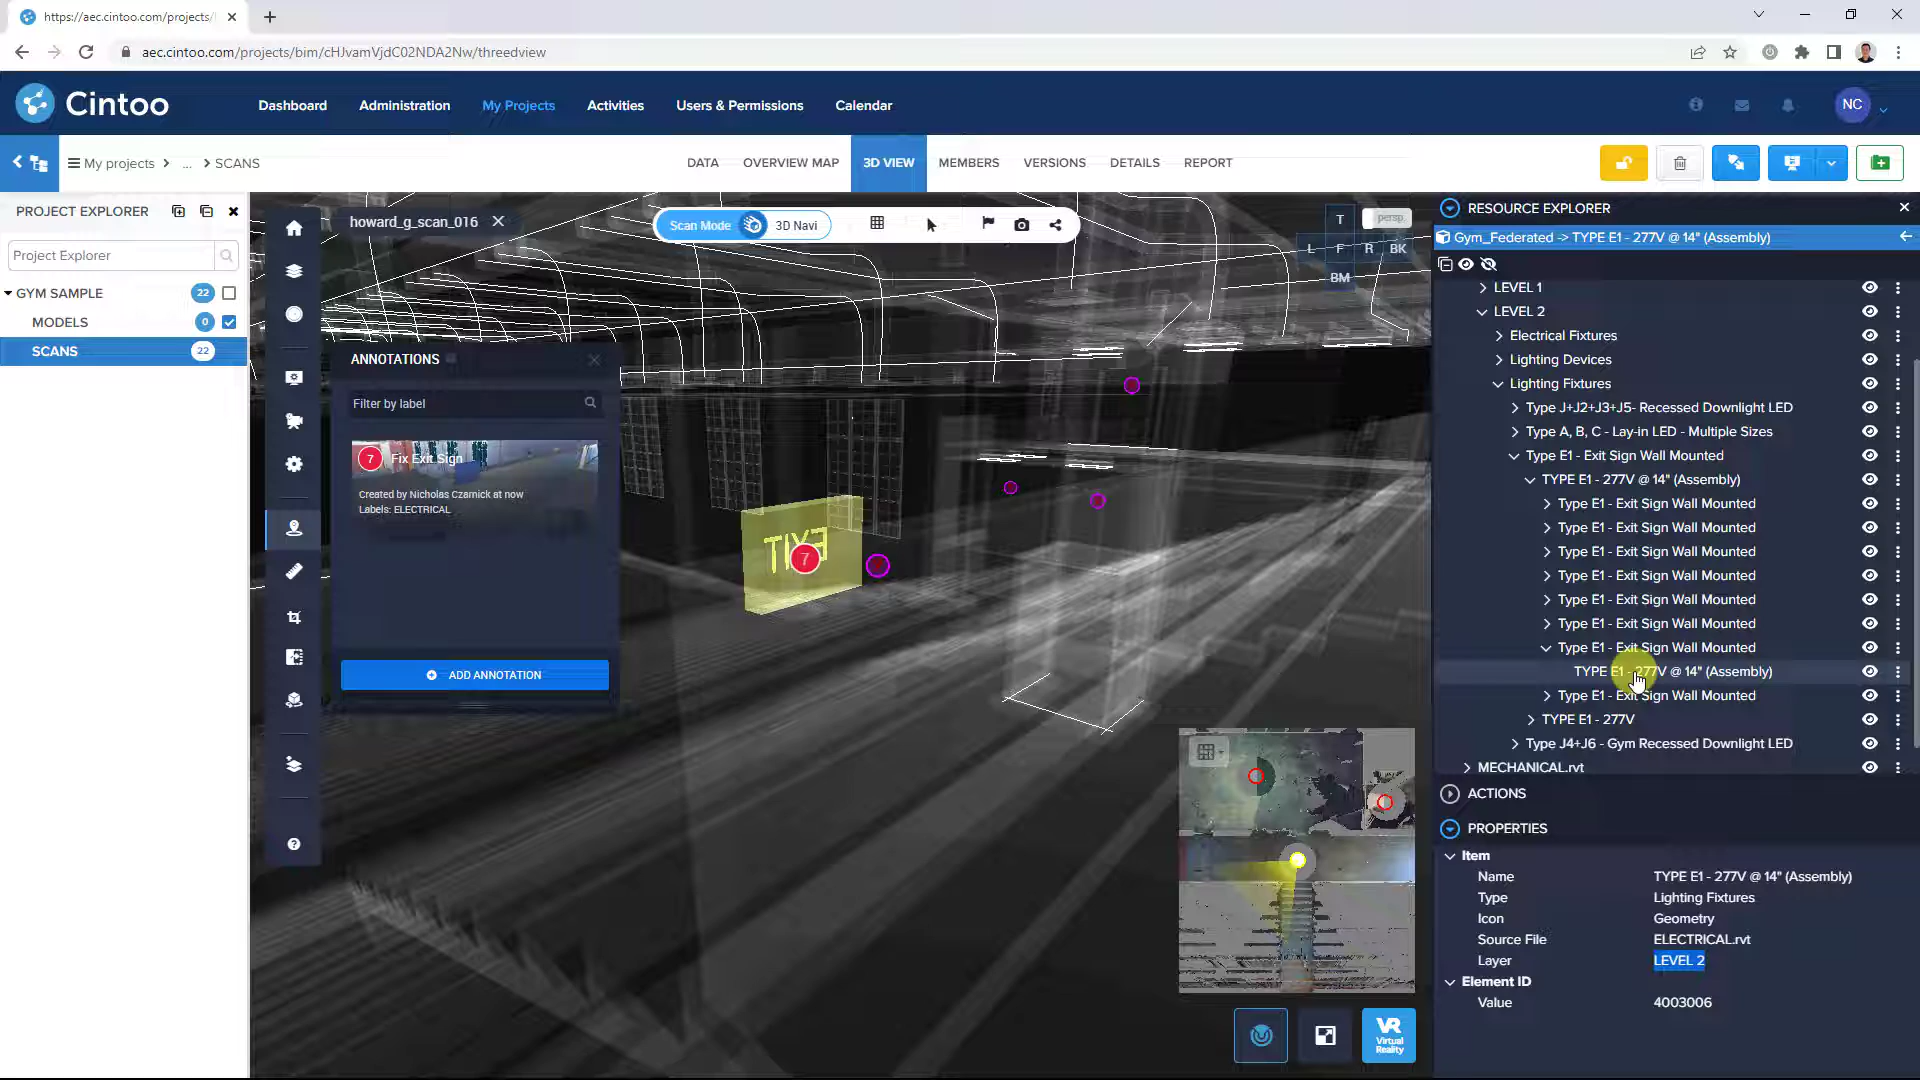 https://aec.cintoo.com/projects/
aec.cintoo.com/projects/bim/cHJvamVjdC02NDA2Nw/threedview
Cintoo
Dashboard
Administration
My Projects
Activities
Users & Permissions
Calendar
NC
My projects > ... > SCANS
DATA
OVERVIEW MAP
3D VIEW
MEMBERS
VERSIONS
DETAILS
REPORT
PROJECT EXPLORER
Project Explorer
GYM SAMPLE 22
MODELS 0
SCANS 22
howard_g_scan_016
Scan Mode
3D Navi
T
persp.
L F R BK
BM
ANNOTATIONS
Filter by label
7 Fix Exit Sign
Created by Nicholas Czarnick at now
Labels: ELECTRICAL
ADD ANNOTATION
EXIT
7
VR
Virtual
Reality
RESOURCE EXPLORER
Gym_Federated -> TYPE E1 - 277V @ 14" (Assembly)
LEVEL 1
LEVEL 2
Electrical Fixtures
Lighting Devices
Lighting Fixtures
Type J+J2+J3+J5- Recessed Downlight LED
Type A, B, C - Lay-in LED - Multiple Sizes
Type E1 - Exit Sign Wall Mounted
TYPE E1 - 277V @ 14" (Assembly)
Type E1 - Exit Sign Wall Mounted
Type E1 - Exit Sign Wall Mounted
Type E1 - Exit Sign Wall Mounted
Type E1 - Exit Sign Wall Mounted
Type E1 - Exit Sign Wall Mounted
Type E1 - Exit Sign Wall Mounted
Type E1 - Exit Sign Wall Mounted
TYPE E1 - 277V @ 14" (Assembly)
Type E1 - Exit Sign Wall Mounted
TYPE E1 - 277V
Type J4+J6 - Gym Recessed Downlight LED
MECHANICAL.rvt
ACTIONS
PROPERTIES
Item
Name TYPE E1 - 277V @ 14" (Assembly)
Type Lighting Fixtures
Icon Geometry
Source File ELECTRICAL.rvt
Layer LEVEL 2
Element ID
Value 4003006